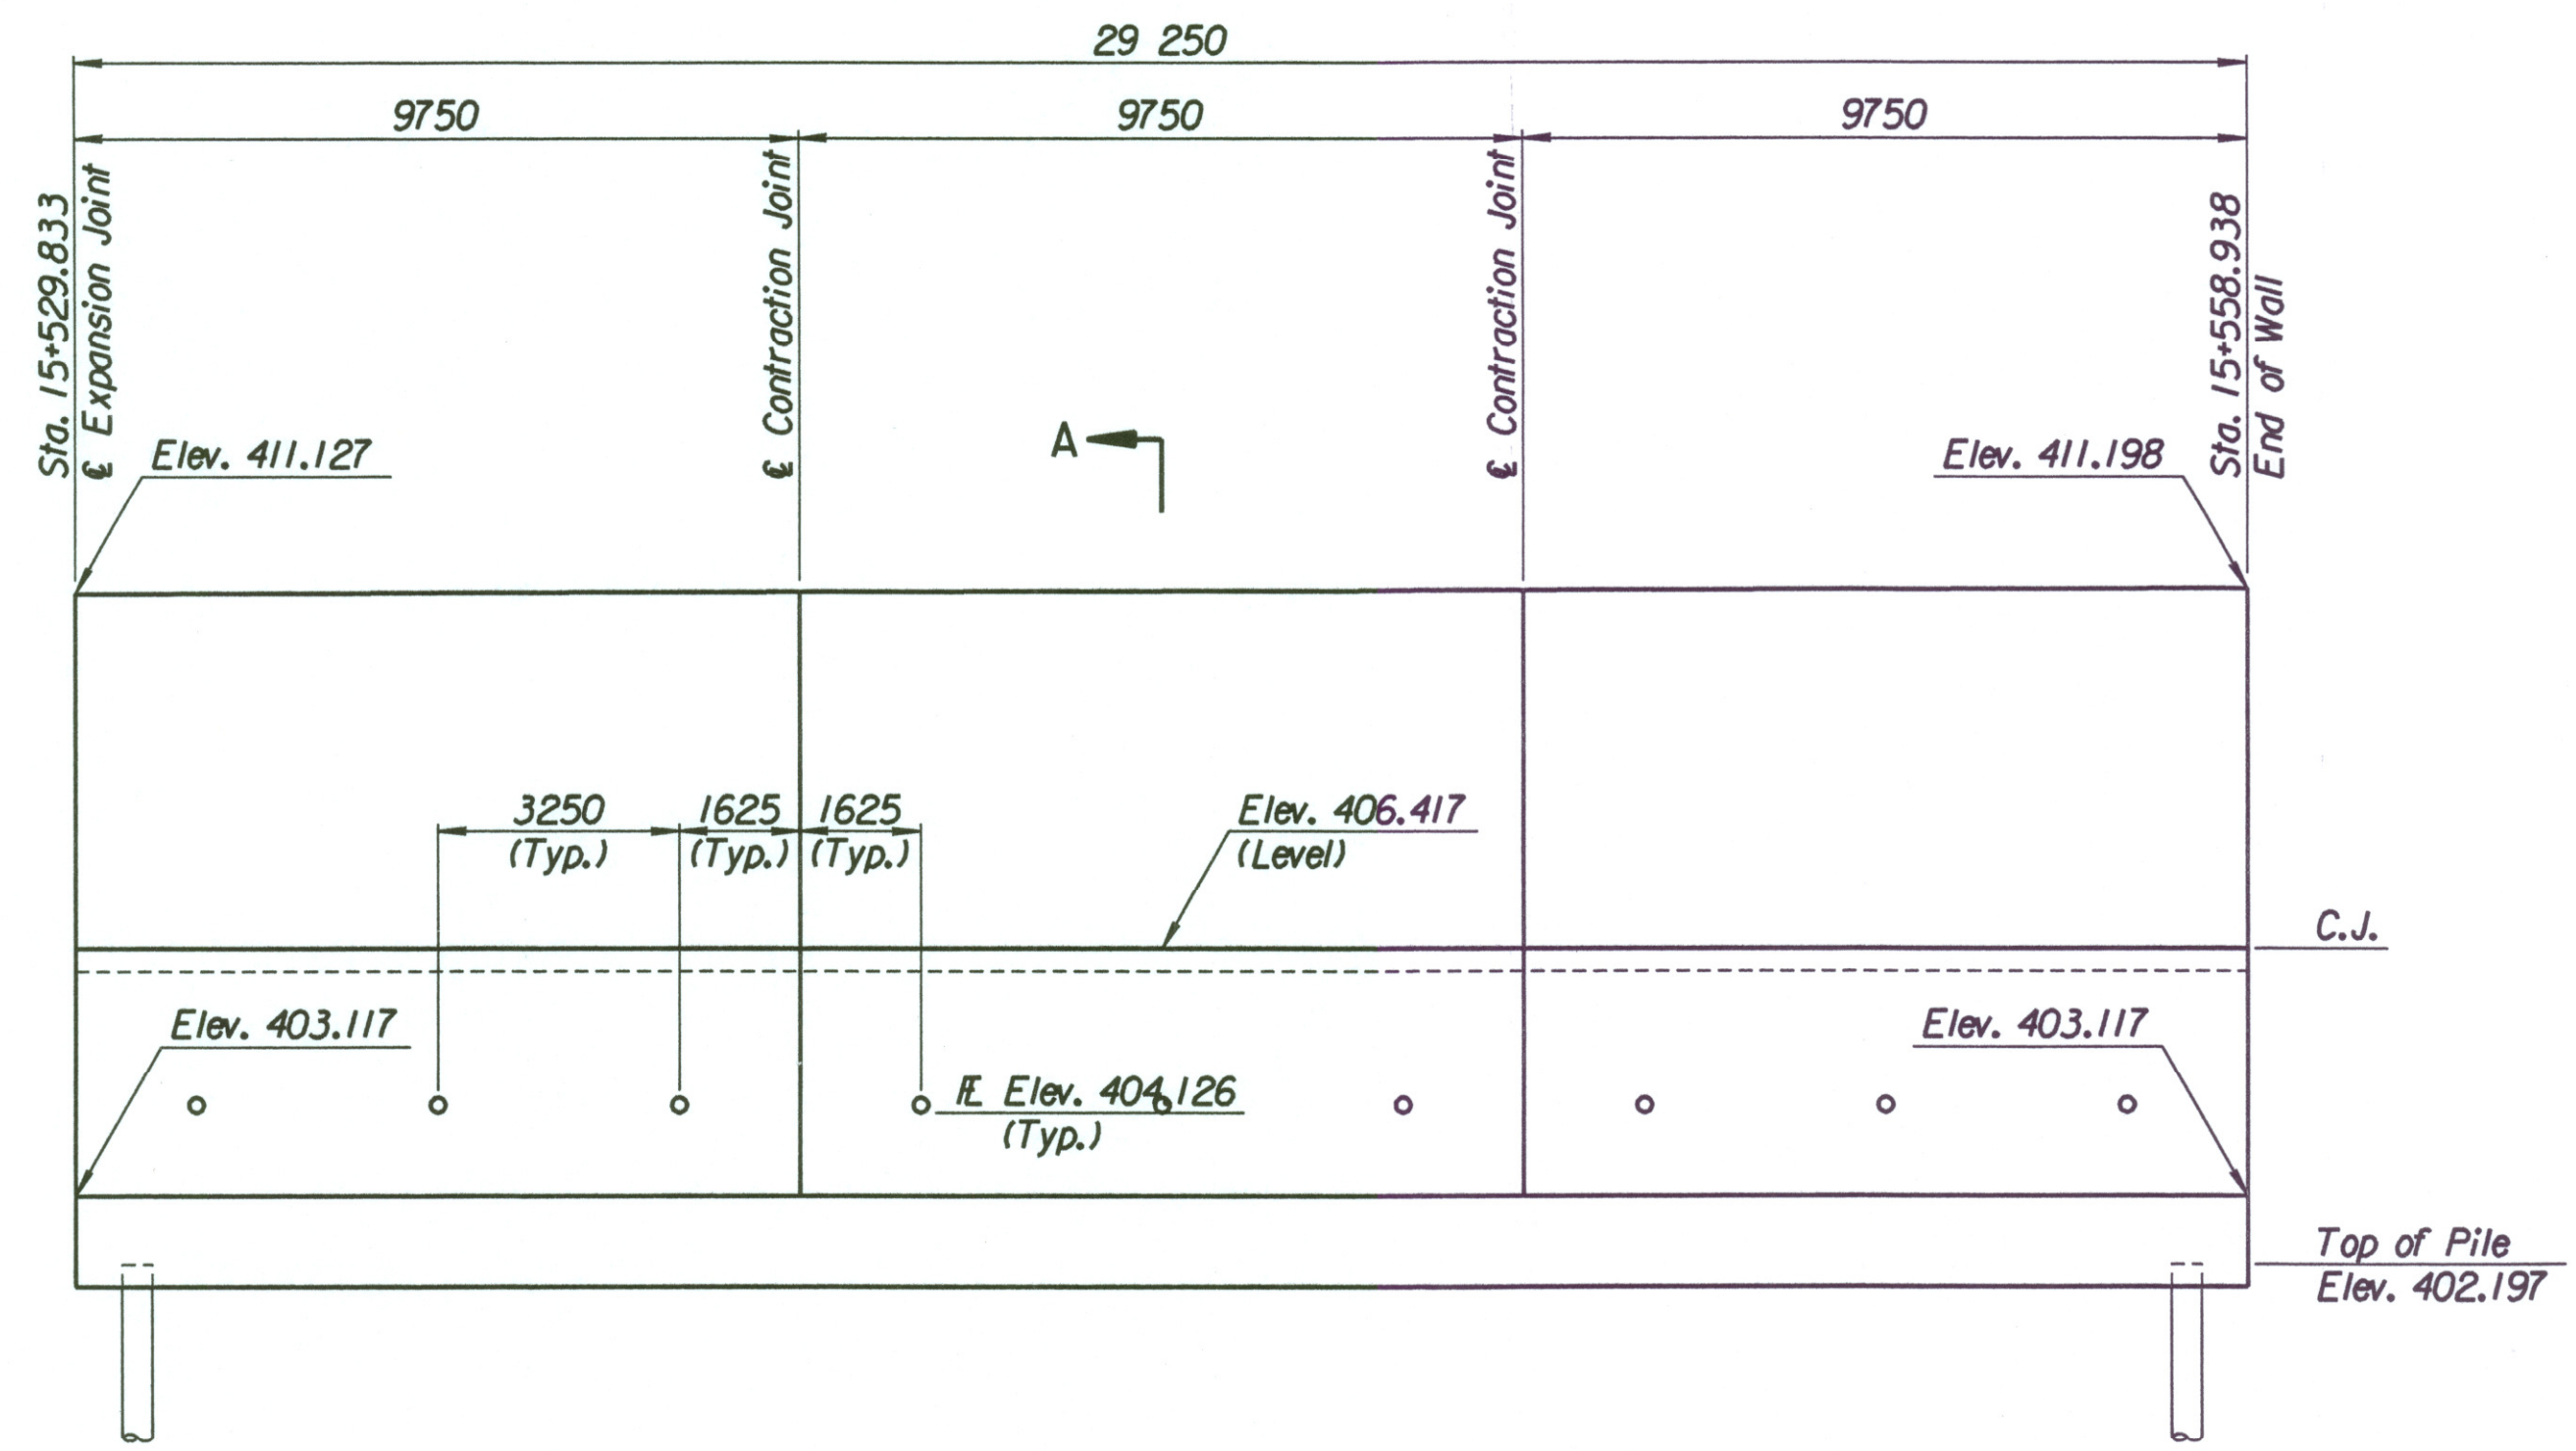 29 250
9750
9750
9750
Sta. 15+529.833
℄ Expansion Joint
℄ Contraction Joint
℄ Contraction Joint
Sta. 15+558.938
End of Wall
Elev. 411.127
A
Elev. 411.198
3250
(Typ.)
1625
(Typ.)
1625
(Typ.)
Elev. 406.417
(Level)
C.J.
Elev. 403.117
Elev. 403.117
Elev. 404.126
(Typ.)
Top of Pile
Elev. 402.197